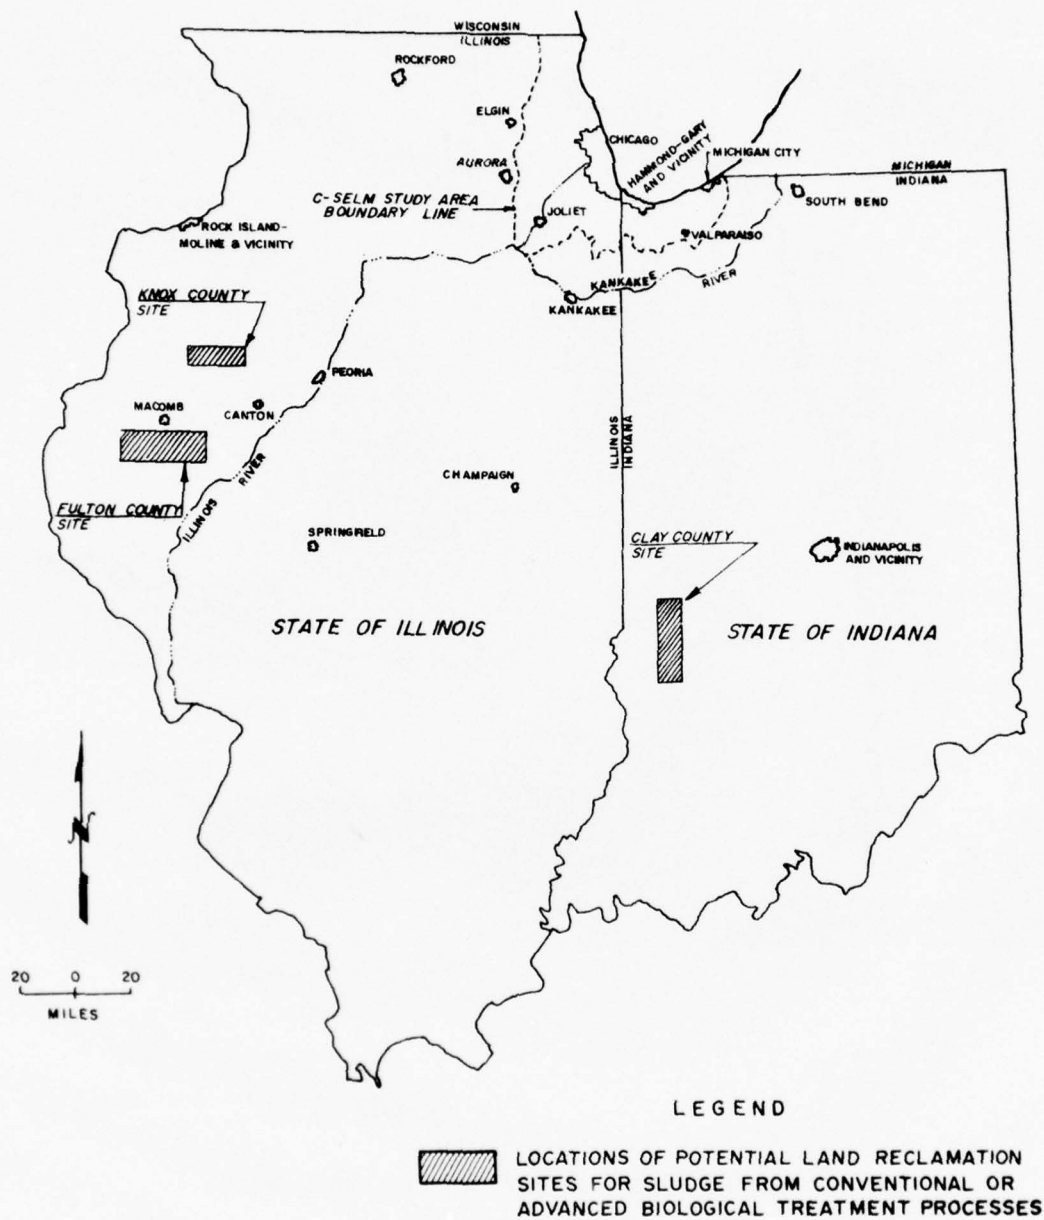 WISCONSIN
ILLINOIS
ROCKFORD
ELGIN
CHICAGO
HAMMOND-GARY
AND VICINITY
MICHIGAN CITY
AURORA
MICHIGAN
INDIANA
C-SELM STUDY AREA
BOUNDARY LINE
SOUTH BEND
JOLIET
ROCK ISLAND-
MOLINE & VICINITY
VALPARAISO
KANKAKEE
RIVER
KANKAKEE
KNOX COUNTY
SITE
PEORIA
MACOMB
CANTON
ILLINOIS
INDIANA
ILLINOIS
RIVER
CHAMPAIGN
FULTON COUNTY
SITE
SPRINGFIELD
CLAY COUNTY
SITE
INDIANAPOLIS
AND VICINITY
STATE OF ILLINOIS
STATE OF INDIANA
N
20 0 20
MILES
LEGEND
LOCATIONS OF POTENTIAL LAND RECLAMATION
SITES FOR SLUDGE FROM CONVENTIONAL OR
ADVANCED BIOLOGICAL TREATMENT PROCESSES